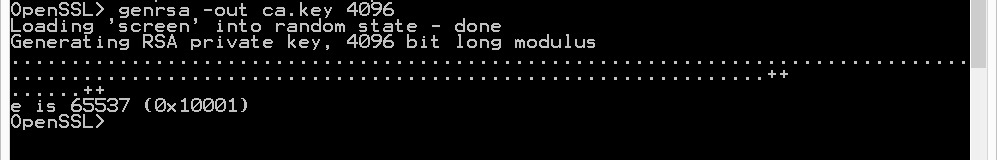 OpenSSL> genrsa -out ca.key 4096
Loading 'screen' into random state - done
Generating RSA private key, 4096 bit long modulus
................................................................................
...............................................................++
......++
e is 65537 (0x10001)
OpenSSL>